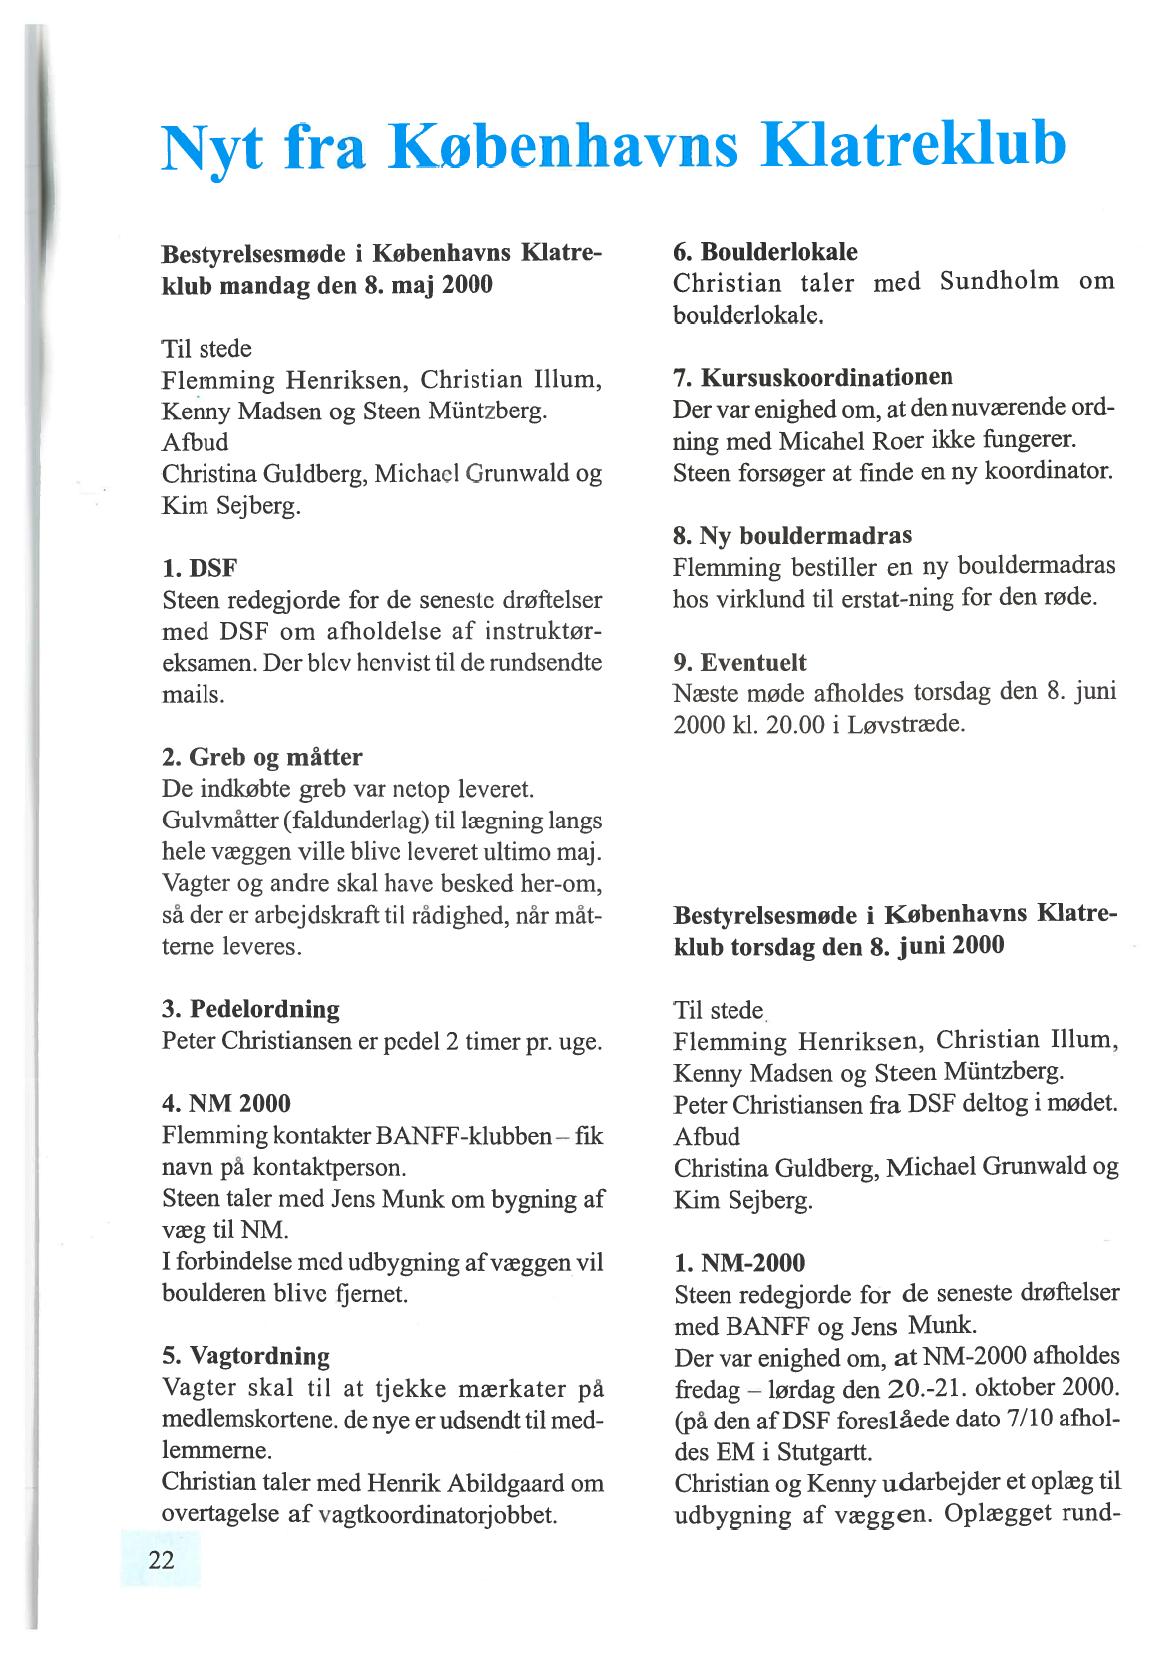 Nyt fra Københavns Klatreklub
Bestyrelsesmøde i Københavns Klatre-
klub mandag den 8. maj 2000
Til stede
Flemming Henriksen, Christian Illum,
Kenny Madsen og Steen Müntzberg.
Afbud
Christina Guldberg, Michael Grunwald og
Kim Sejberg.
1. DSF
Steen redegjorde for de seneste drøftelser
med DSF om afholdelse af instruktør-
eksamen. Der blev henvist til de rundsendte
mails.
2. Greb og måtter
De indkøbte greb var netop leveret.
Gulvmåtter (faldunderlag) til lægning langs
hele væggen ville blive leveret ultimo maj.
Vagter og andre skal have besked her-om,
så der er arbejdskraft til rådighed, når måt-
terne leveres.
3. Pedelordning
Peter Christiansen er pedel 2 timer pr. uge.
4. NM 2000
Flemming kontakter BANFF-klubben – fik
navn på kontaktperson.
Steen taler med Jens Munk om bygning af
væg til NM.
I forbindelse med udbygning af væggen vil
boulderen blive fjernet.
5. Vagtordning
Vagter skal til at tjekke mærkater på
medlemskortene. de nye er udsendt til med-
lemmerne.
Christian taler med Henrik Abildgaard om
overtagelse af vagtkoordinatorjobbet.
22
6. Boulderlokale
Christian taler med Sundholm om
boulderlokale.
7. Kursuskoordinationen
Der var enighed om, at den nuværende ord-
ning med Micahel Roer ikke fungerer.
Steen forsøger at finde en ny koordinator.
8. Ny bouldermadras
Flemming bestiller en ny bouldermadras
hos virklund til erstat-ning for den røde.
9. Eventuelt
Næste møde afholdes torsdag den 8. juni
2000 kl. 20.00 i Løvstræde.
Bestyrelsesmøde i Københavns Klatre-
klub torsdag den 8. juni 2000
Til stede
Flemming Henriksen, Christian Illum,
Kenny Madsen og Steen Müntzberg.
Peter Christiansen fra DSF deltog i mødet.
Afbud
Christina Guldberg, Michael Grunwald og
Kim Sejberg.
1. NM-2000
Steen redegjorde for de seneste drøftelser
med BANFF og Jens Munk.
Der var enighed om, at NM-2000 afholdes
fredag – lørdag den 20.-21. oktober 2000.
(på den af DSF foreslåede dato 7/10 afhol-
des EM i Stutgartt.
Christian og Kenny udarbejder et oplæg til
udbygning af væggen. Oplægget rund-